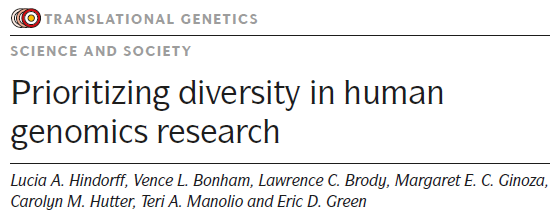 TRANSLATIONAL GENETICS
SCIENCE AND SOCIETY
Prioritizing diversity in human
genomics research
Lucia A. Hindorff, Vence L. Bonham, Lawrence C. Brody, Margaret E. C. Ginoza,
Carolyn M. Hutter, Teri A. Manolio and Eric D. Green